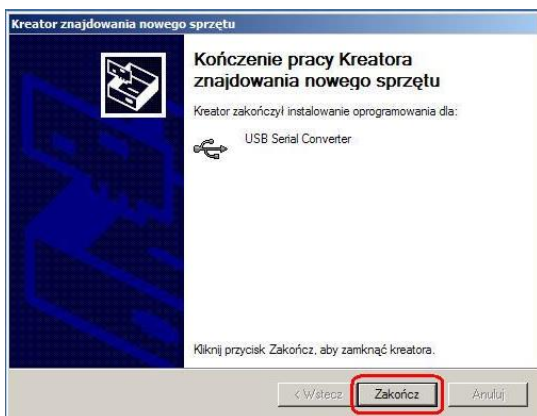 Kreator znajdowania nowego sprzętu
Kończenie pracy Kreatora
znajdowania nowego sprzętu
Kreator zakończył instalowanie oprogramowania dla:
USB Serial Converter
Kliknij przycisk Zakończ, aby zamknąć kreatora.
< Wstecz Zakończ Anuluj